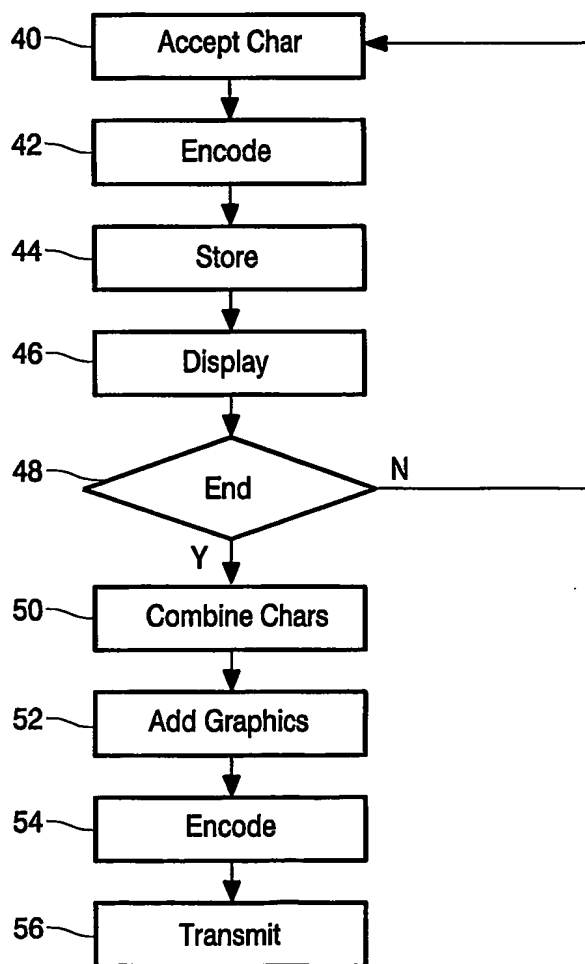 40 Accept Char
42 Encode
44 Store
46 Display
48 End N
Y
50 Combine Chars
52 Add Graphics
54 Encode
56 Transmit